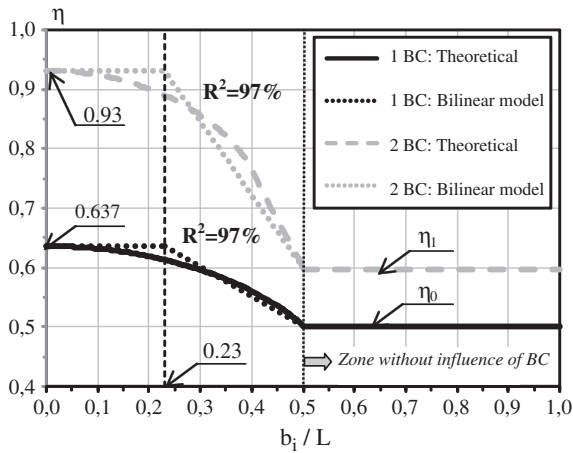 η
1,0
0,9
0,8
0,7
0,6
0,5
0,4
0,0
0,1
0,2
0,3
0,4
0,5
0,6
0,7
0,8
0,9
1,0
b_i / L
0.93
0.637
0.23
R²=97%
R²=97%
1 BC: Theoretical
1 BC: Bilinear model
2 BC: Theoretical
2 BC: Bilinear model
η₁
η₀
Zone without influence of BC